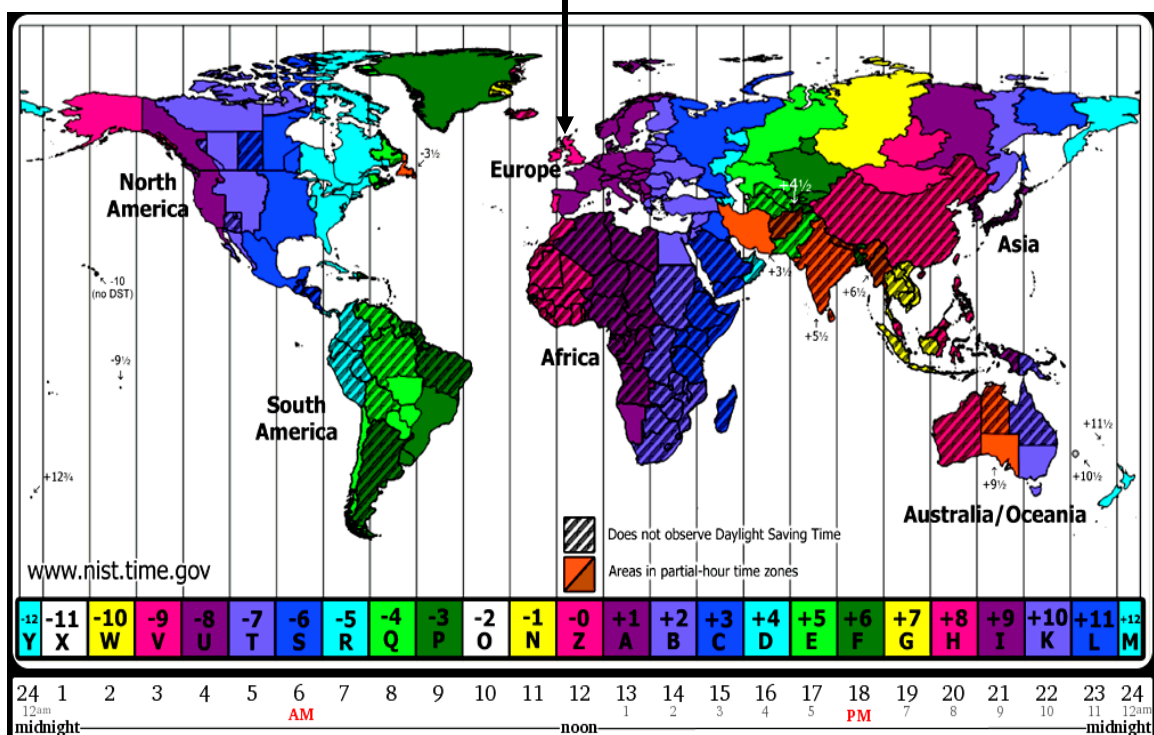 -3½
Europe
North
America
+4½
Asia
-10
(no DST)
+3½
+6½
+5½
Africa
-9½
South
America
+11½
+12¾
+9½
+10½
Australia/Oceania
Does not observe Daylight Saving Time
Areas in partial-hour time zones
www.nist.time.gov
-12 -11 -10 -9 -8 -7 -6 -5 -4 -3 -2 -1 -0 +1 +2 +3 +4 +5 +6 +7 +8 +9 +10 +11 +12
Y X W V U T S R Q P O N Z A B C D E F G H I K L M
24 1 2 3 4 5 6 7 8 9 10 11 12 13 14 15 16 17 18 19 20 21 22 23 24
12am AM 1 2 3 4 5 PM 7 8 9 10 11 12am
midnight noon midnight